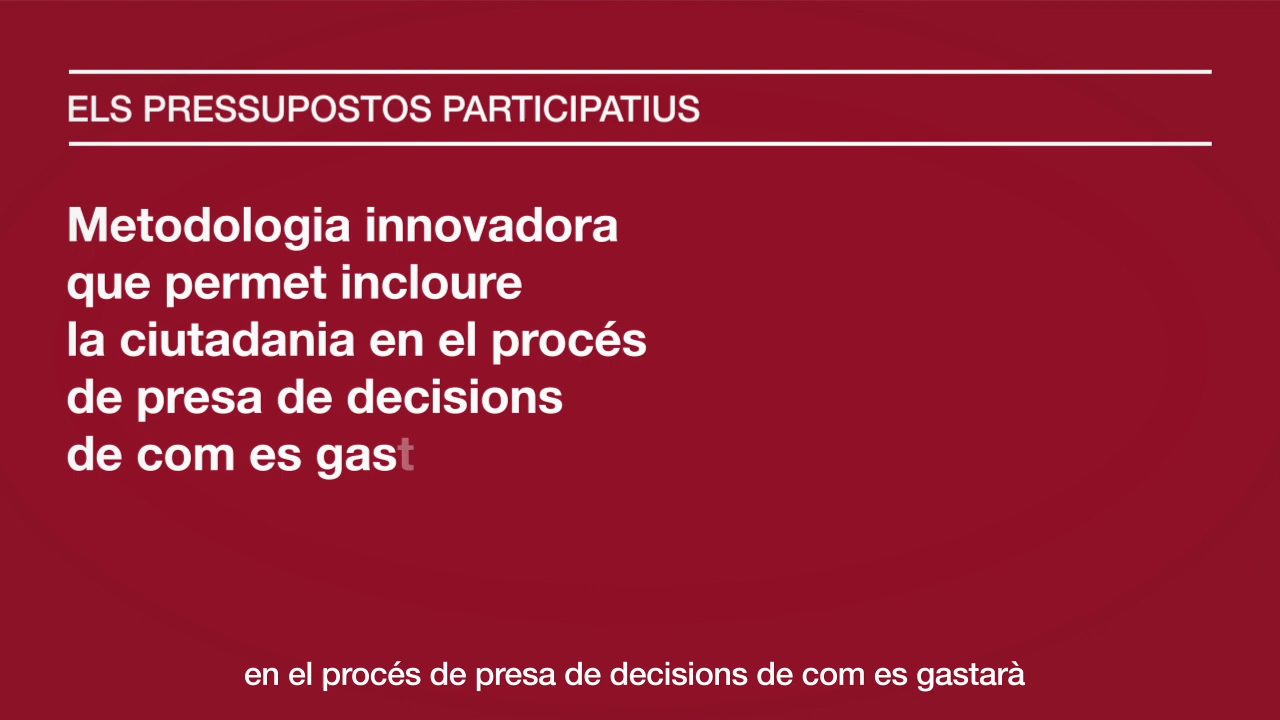 ELS PRESSUPOSTOS PARTICIPATIUS
Metodologia innovadora
que permet incloure
la ciutadania en el procés
de presa de decisions
de com es gast
en el procés de presa de decisions de com es gastarà